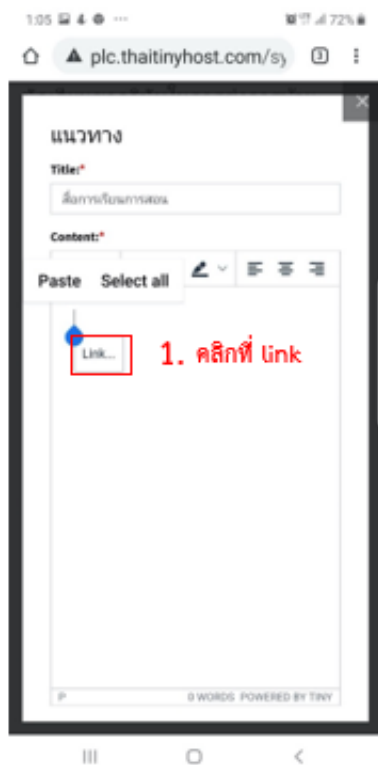 1:05
72%
plc.thaitinyhost.com/sy
3
แนวทาง
Title:*
สื่อการเรียนการสอน
Content:*
Paste Select all
Link...
1. คลิกที่ link
P
0 WORDS POWERED BY TINY